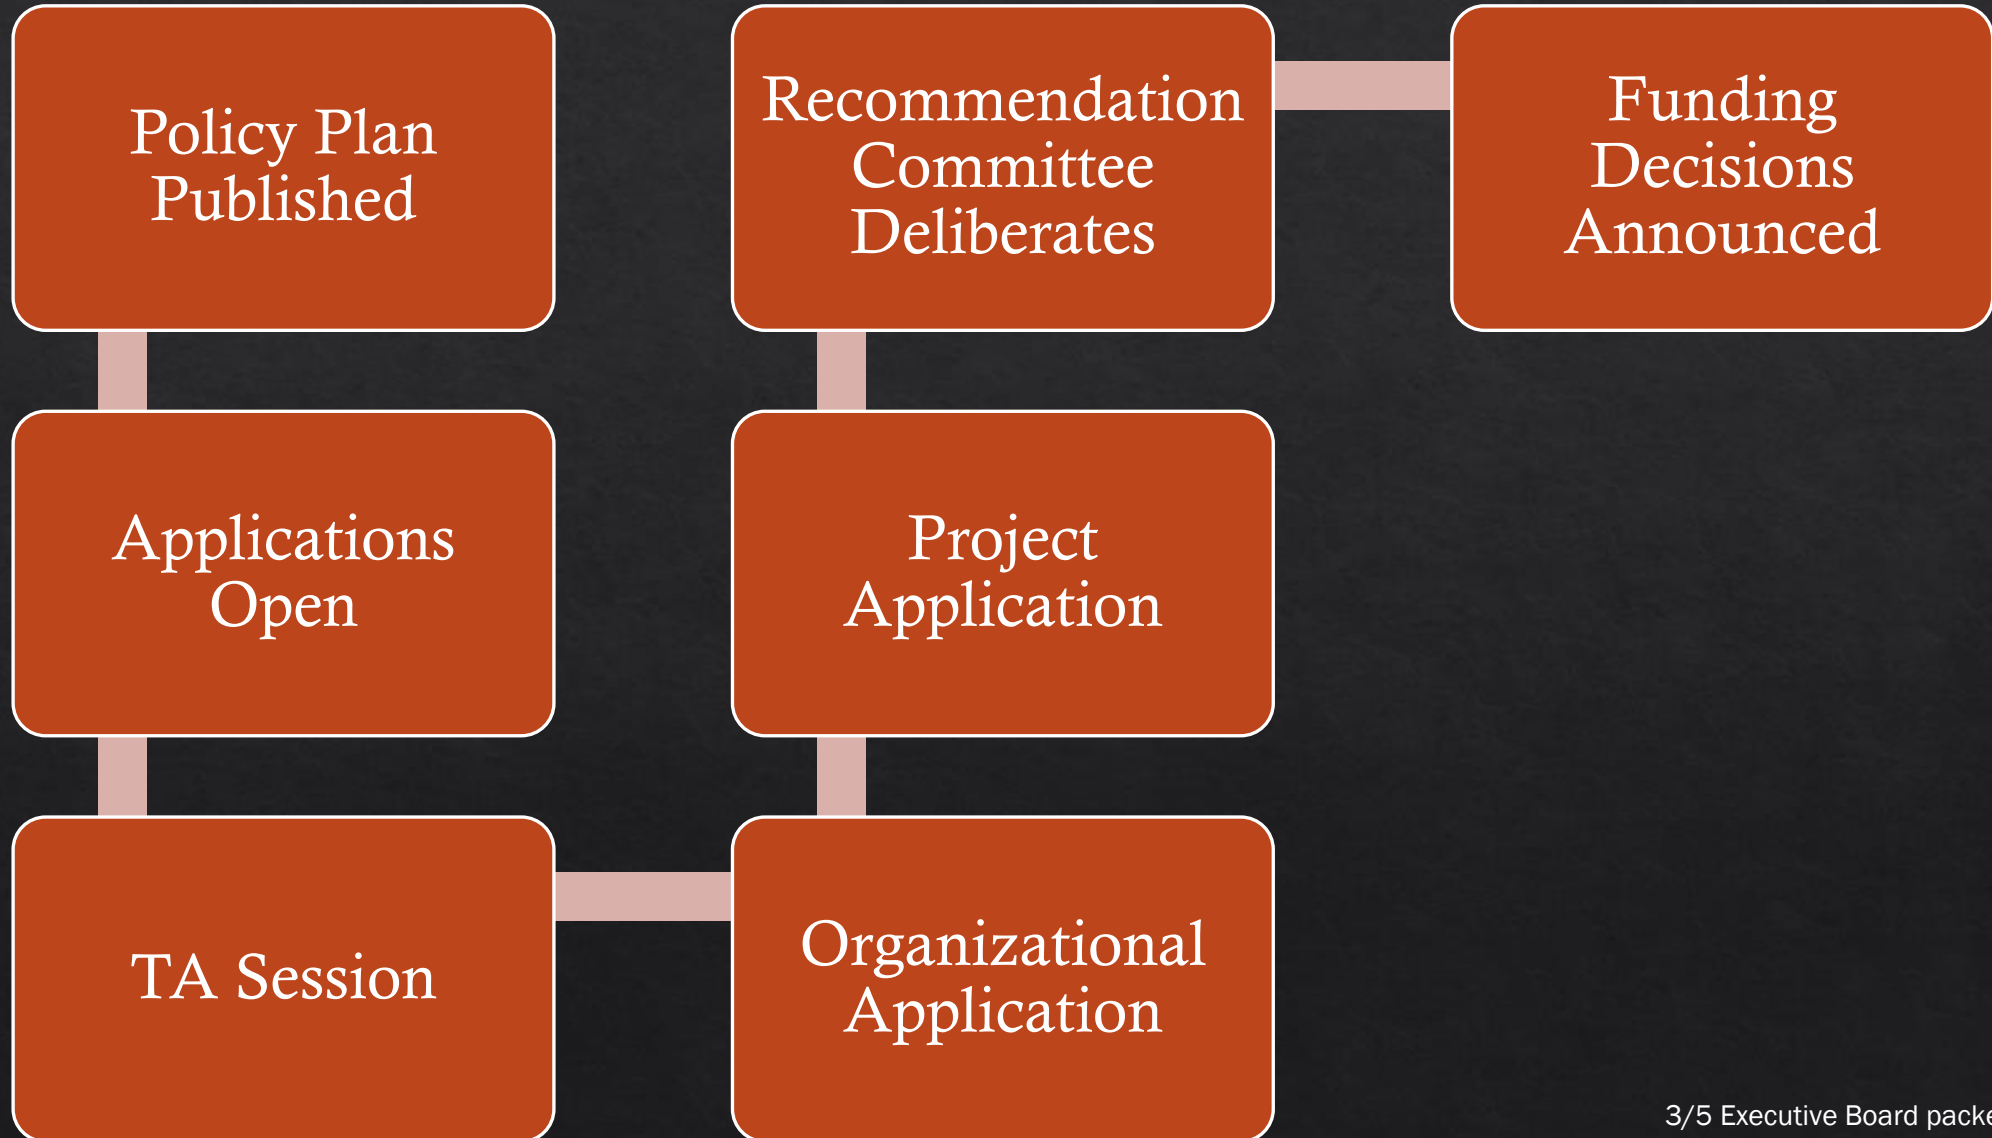 Policy Plan
Published
Applications
Open
TA Session
Organizational
Application
Project
Application
Recommendation
Committee
Deliberates
Funding
Decisions
Announced
3/5 Executive Board packe